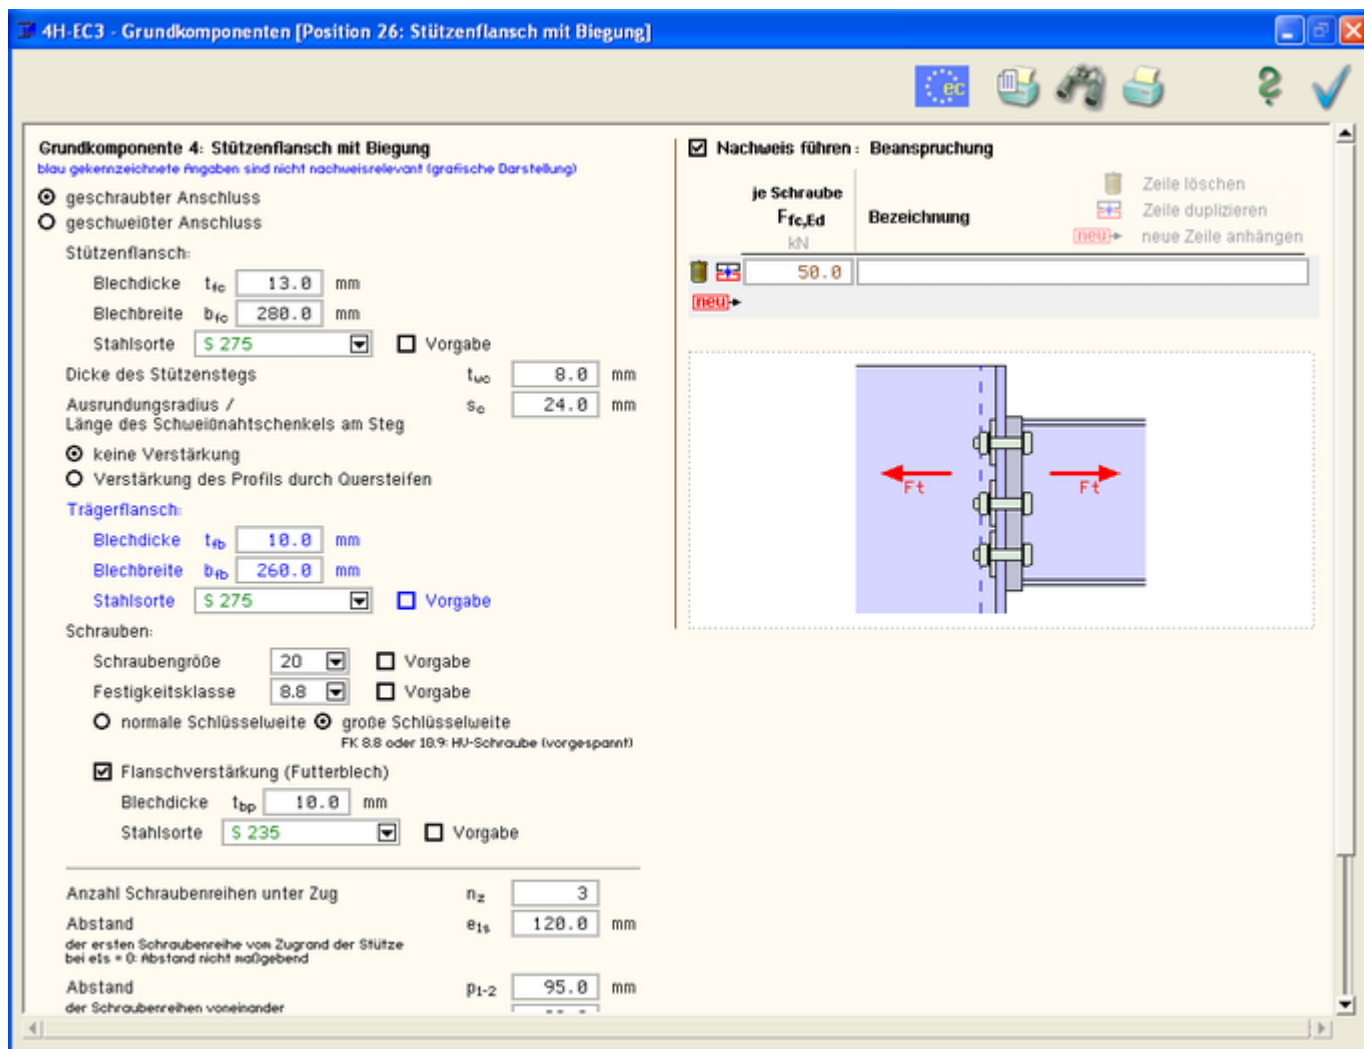 4H-EC3 - Grundkomponenten [Position 26: Stützenflansch mit Biegung]
ec
Grundkomponente 4: Stützenflansch mit Biegung
blau gekennzeichnete Angaben sind nicht nachweisrelevant (grafische Darstellung)
geschraubter Anschluss
geschweißter Anschluss
Stützenflansch:
Blechdicke tfc 13.0 mm
Blechbreite bfc 280.0 mm
Stahlsorte S 275 Vorgabe
Dicke des Stützenstegs twc 8.0 mm
Ausrundungsradius / sc 24.0 mm
Länge des Schweißnahtschenkels am Steg
keine Verstärkung
Verstärkung des Profils durch Quersteifen
Trägerflansch:
Blechdicke tfb 10.0 mm
Blechbreite bfb 260.0 mm
Stahlsorte S 275 Vorgabe
Schrauben:
Schraubengröße 20 Vorgabe
Festigkeitsklasse 8.8 Vorgabe
normale Schlüsselweite große Schlüsselweite
FK 8.8 oder 10.9: HV-Schraube (vorgespannt)
Flanschverstärkung (Futterblech)
Blechdicke tbp 10.0 mm
Stahlsorte S 235 Vorgabe
Anzahl Schraubenreihen unter Zug nz 3
Abstand e1s 120.0 mm
der ersten Schraubenreihe vom Zugrand der Stütze
bei e1s = 0: Abstand nicht maßgebend
Abstand p1-2 95.0 mm
der Schraubenreihen voneinander
Nachweis führen: Beanspruchung
je Schraube
Ffc,Ed
kN
Bezeichnung
Zeile löschen
Zeile duplizieren
neu neue Zeile anhängen
50.0
neu
Ft
Ft